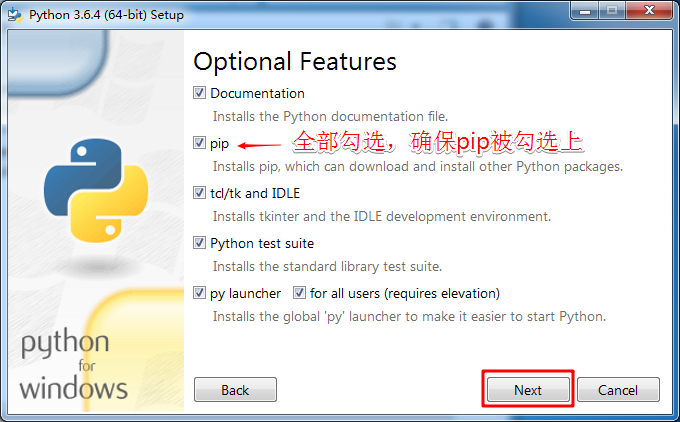 Python 3.6.4 (64-bit) Setup
Optional Features
Documentation
Installs the Python documentation file.
pip 全部勾选，确保pip被勾选上
Installs pip, which can download and install other Python packages.
tcl/tk and IDLE
Installs tkinter and the IDLE development environment.
Python test suite
Installs the standard library test suite.
py launcher for all users (requires elevation)
Installs the global 'py' launcher to make it easier to start Python.
python
for
windows
Back Next Cancel